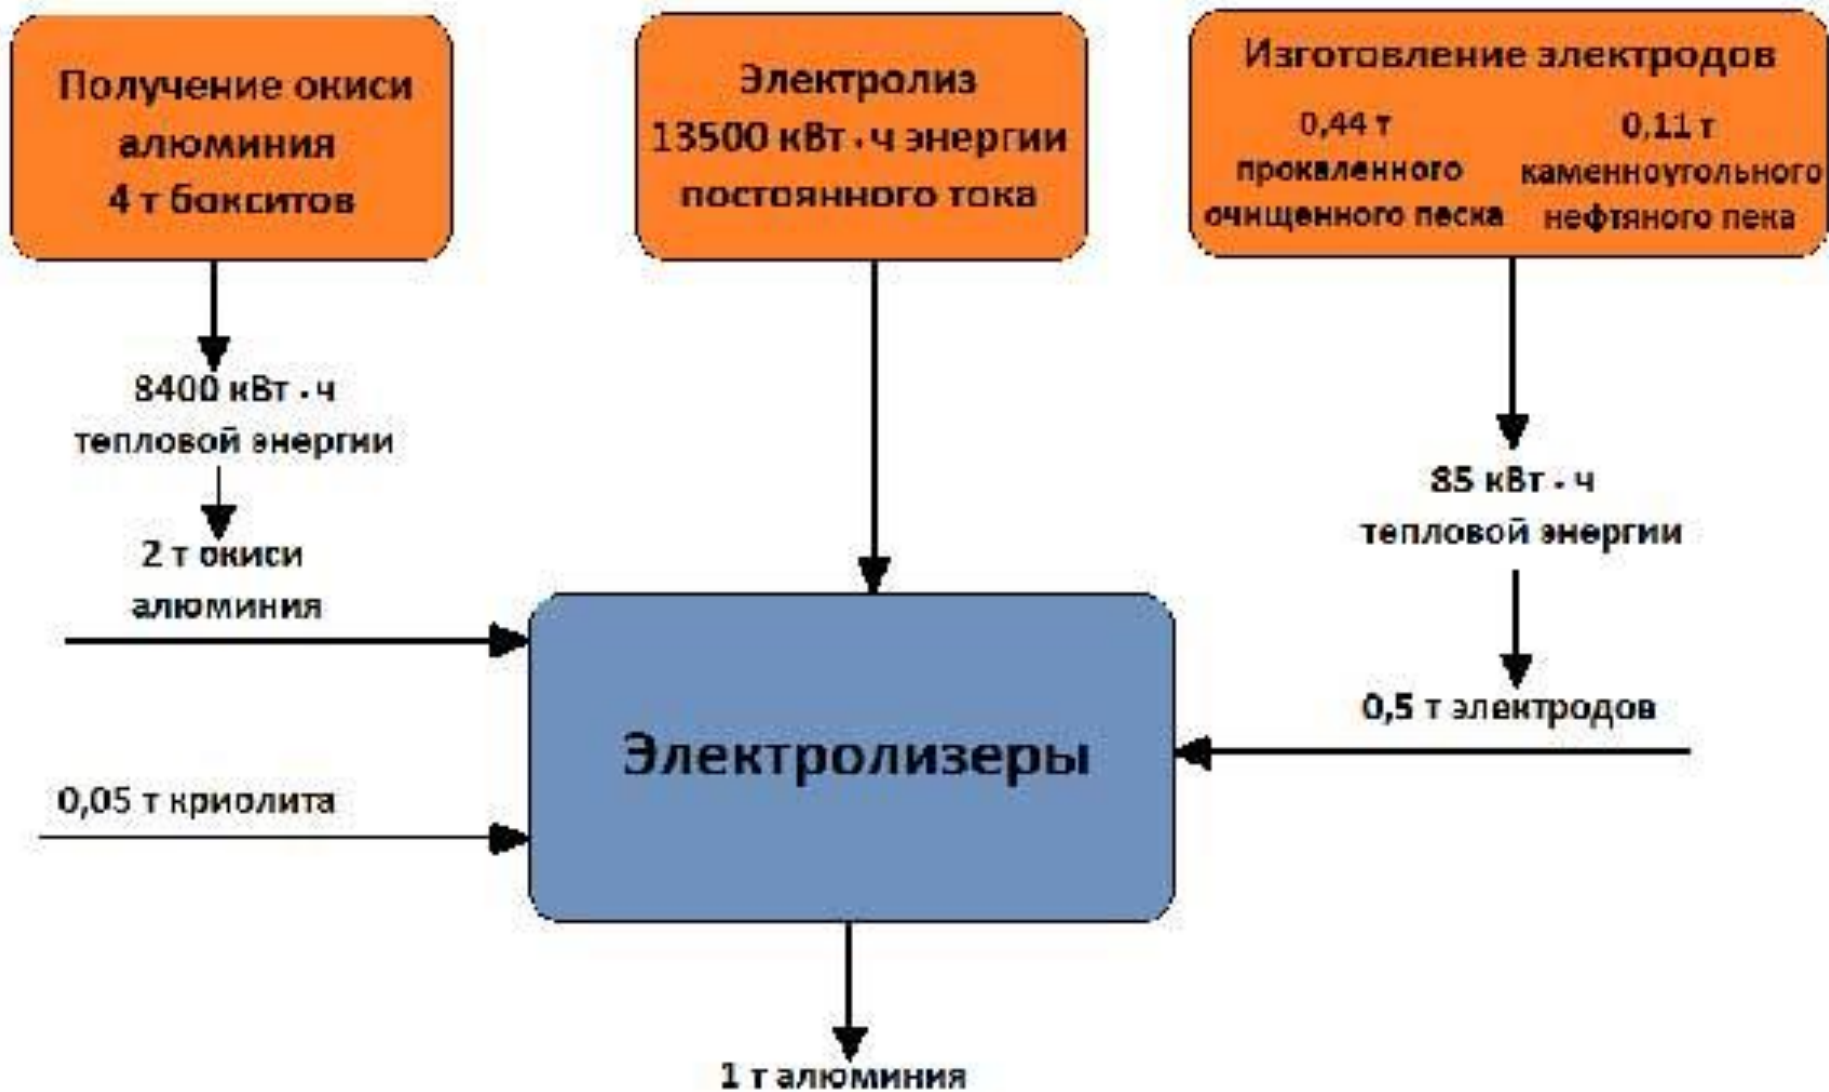 Получение окиси
алюминия
4 т бокситов
Электролиз
13500 кВт·ч энергии
постоянного тока
Изготовление электродов
0,44 т
прокаленного
очищенного песка
0,11 т
каменноугольного
нефтяного пека
8400 кВт·ч
тепловой энергии
2 т окиси
алюминия
0,05 т криолита
85 кВт·ч
тепловой энергии
0,5 т электродов
Электролизеры
1 т алюминия